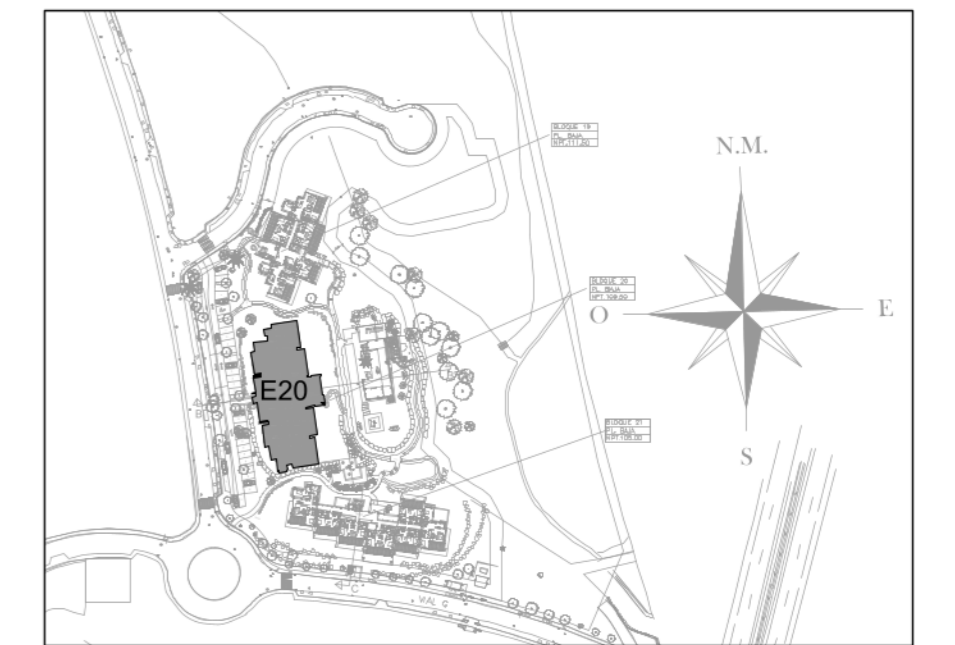 BLOQUE 19
PL. BAJA
NPT.111,50
N.M.
BLOQUE 20
PL. BAJA
NPT.109,50
O
E
E20
B
BLOQUE 21
PL. BAJA
NPT.105,00
S
C
VIAL G